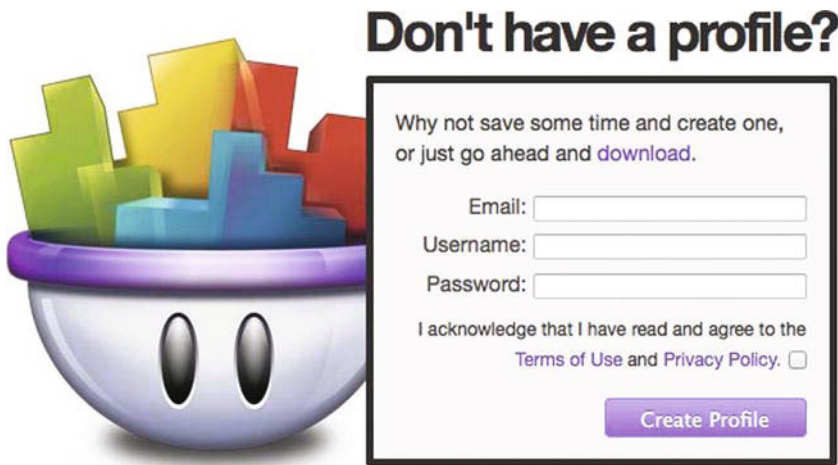 Don't have a profile?
Why not save some time and create one,
or just go ahead and download.
Email:
Username:
Password:
I acknowledge that I have read and agree to the
Terms of Use and Privacy Policy.
Create Profile